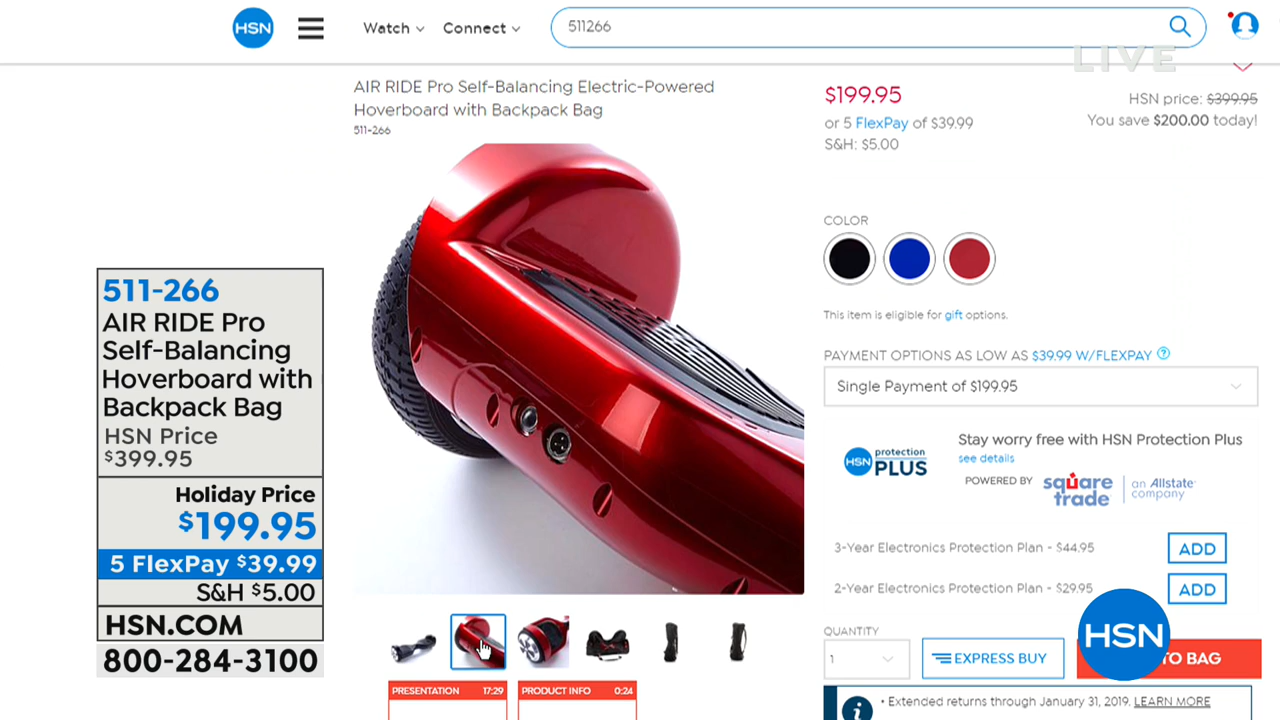 HSN
Watch
Connect
511266
LIVE
AIR RIDE Pro Self-Balancing Electric-Powered
Hoverboard with Backpack Bag
511-266
$199.95
HSN price: $399.95
or 5 FlexPay of $39.99
You save $200.00 today!
S&H: $5.00
COLOR
This item is eligible for gift options.
PAYMENT OPTIONS AS LOW AS $39.99 W/FLEXPAY ?
Single Payment of $199.95
HSN protection PLUS
Stay worry free with HSN Protection Plus
see details
POWERED BY square trade an Allstate company
3-Year Electronics Protection Plan - $44.95
ADD
2-Year Electronics Protection Plan - $29.95
ADD
QUANTITY
1
EXPRESS BUY
HSN
TO BAG
i
• Extended returns through January 31, 2019. LEARN MORE
PRESENTATION 17:29
PRODUCT INFO 0:24
511-266
AIR RIDE Pro
Self-Balancing
Hoverboard with
Backpack Bag
HSN Price
$399.95
Holiday Price
$199.95
5 FlexPay $39.99
S&H $5.00
HSN.COM
800-284-3100